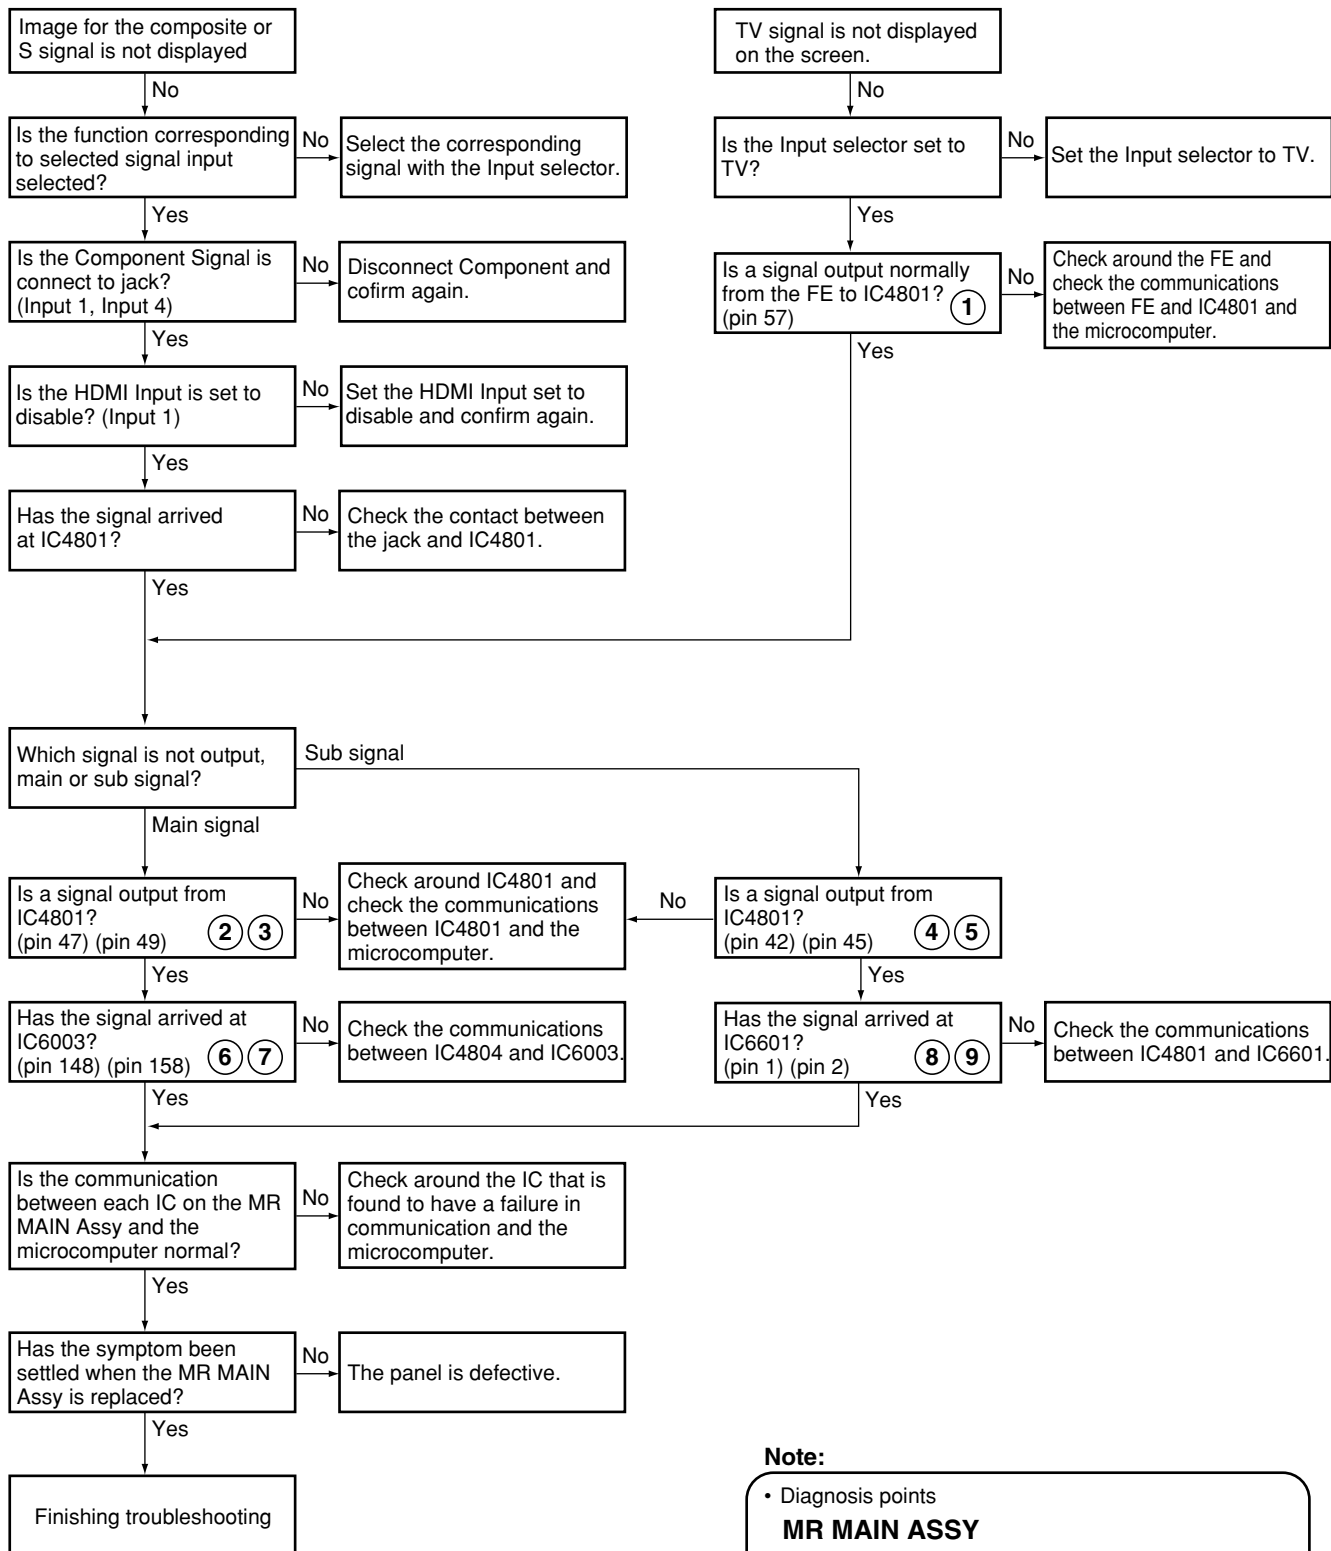 Image for the composite or
S signal is not displayed
No
Is the function corresponding
to selected signal input
selected?
No
Select the corresponding
signal with the Input selector.
Yes
Is the Component Signal is
connect to jack?
(Input 1, Input 4)
No
Disconnect Component and
cofirm again.
Yes
Is the HDMI Input is set to
disable? (Input 1)
No
Set the HDMI Input set to
disable and confirm again.
Yes
Has the signal arrived
at IC4801?
No
Check the contact between
the jack and IC4801.
Yes
TV signal is not displayed
on the screen.
No
Is the Input selector set to
TV?
No
Set the Input selector to TV.
Yes
Is a signal output normally
from the FE to IC4801?
(pin 57)
1
No
Check around the FE and
check the communications
between FE and IC4801 and
the microcomputer.
Yes
Which signal is not output,
main or sub signal?
Sub signal
Main signal
Is a signal output from
IC4801?
(pin 47) (pin 49)
2 3
No
Check around IC4801 and
check the communications
between IC4801 and the
microcomputer.
No
Is a signal output from
IC4801?
(pin 42) (pin 45)
4 5
Yes
Yes
Has the signal arrived at
IC6003?
(pin 148) (pin 158)
6 7
No
Check the communications
between IC4804 and IC6003.
Has the signal arrived at
IC6601?
(pin 1) (pin 2)
8 9
No
Check the communications
between IC4801 and IC6601.
Yes
Yes
Is the communication
between each IC on the MR
MAIN Assy and the
microcomputer normal?
No
Check around the IC that is
found to have a failure in
communication and the
microcomputer.
Yes
Has the symptom been
settled when the MR MAIN
Assy is replaced?
No
The panel is defective.
Yes
Finishing troubleshooting
Note:
• Diagnosis points
MR MAIN ASSY